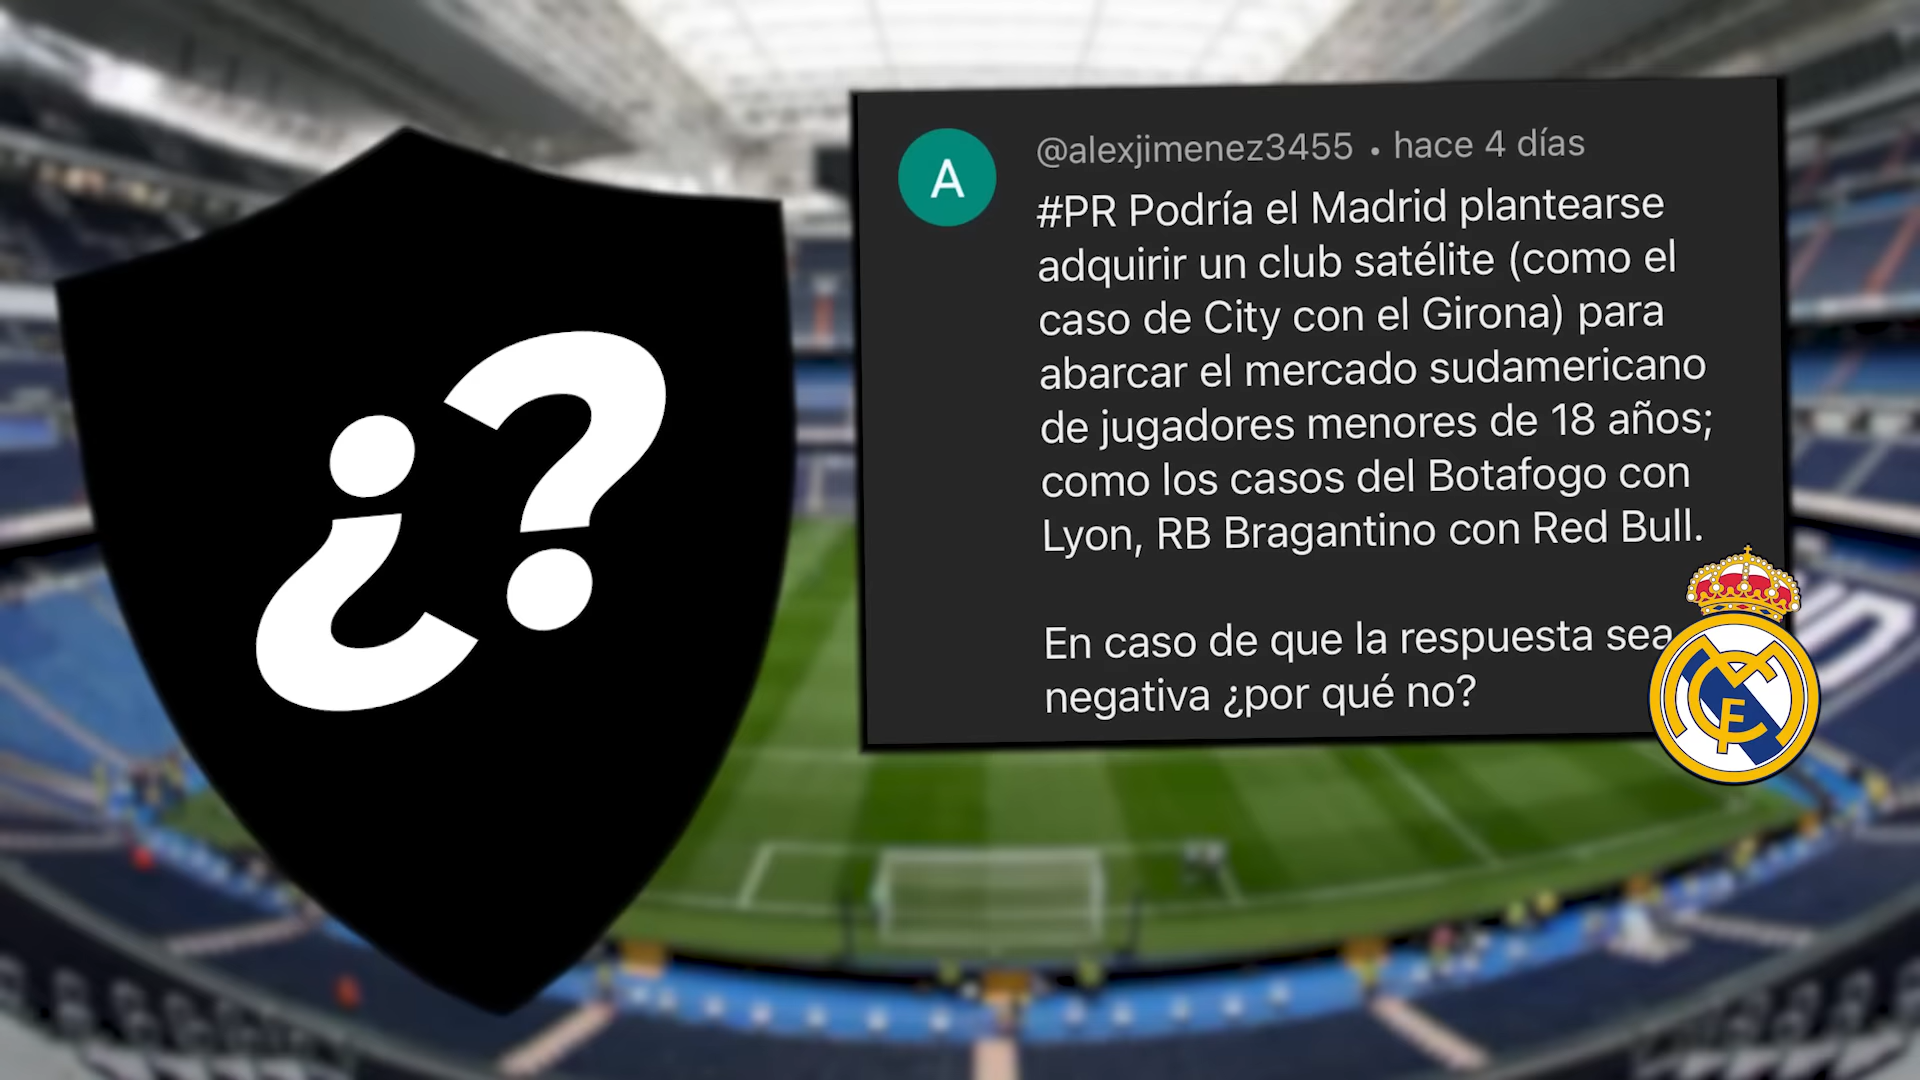 ¿?
A
@alexjimenez3455 • hace 4 días
#PR Podría el Madrid plantearse
adquirir un club satélite (como el
caso de City con el Girona) para
abarcar el mercado sudamericano
de jugadores menores de 18 años;
como los casos del Botafogo con
Lyon, RB Bragantino con Red Bull.
En caso de que la respuesta sea
negativa ¿por qué no?